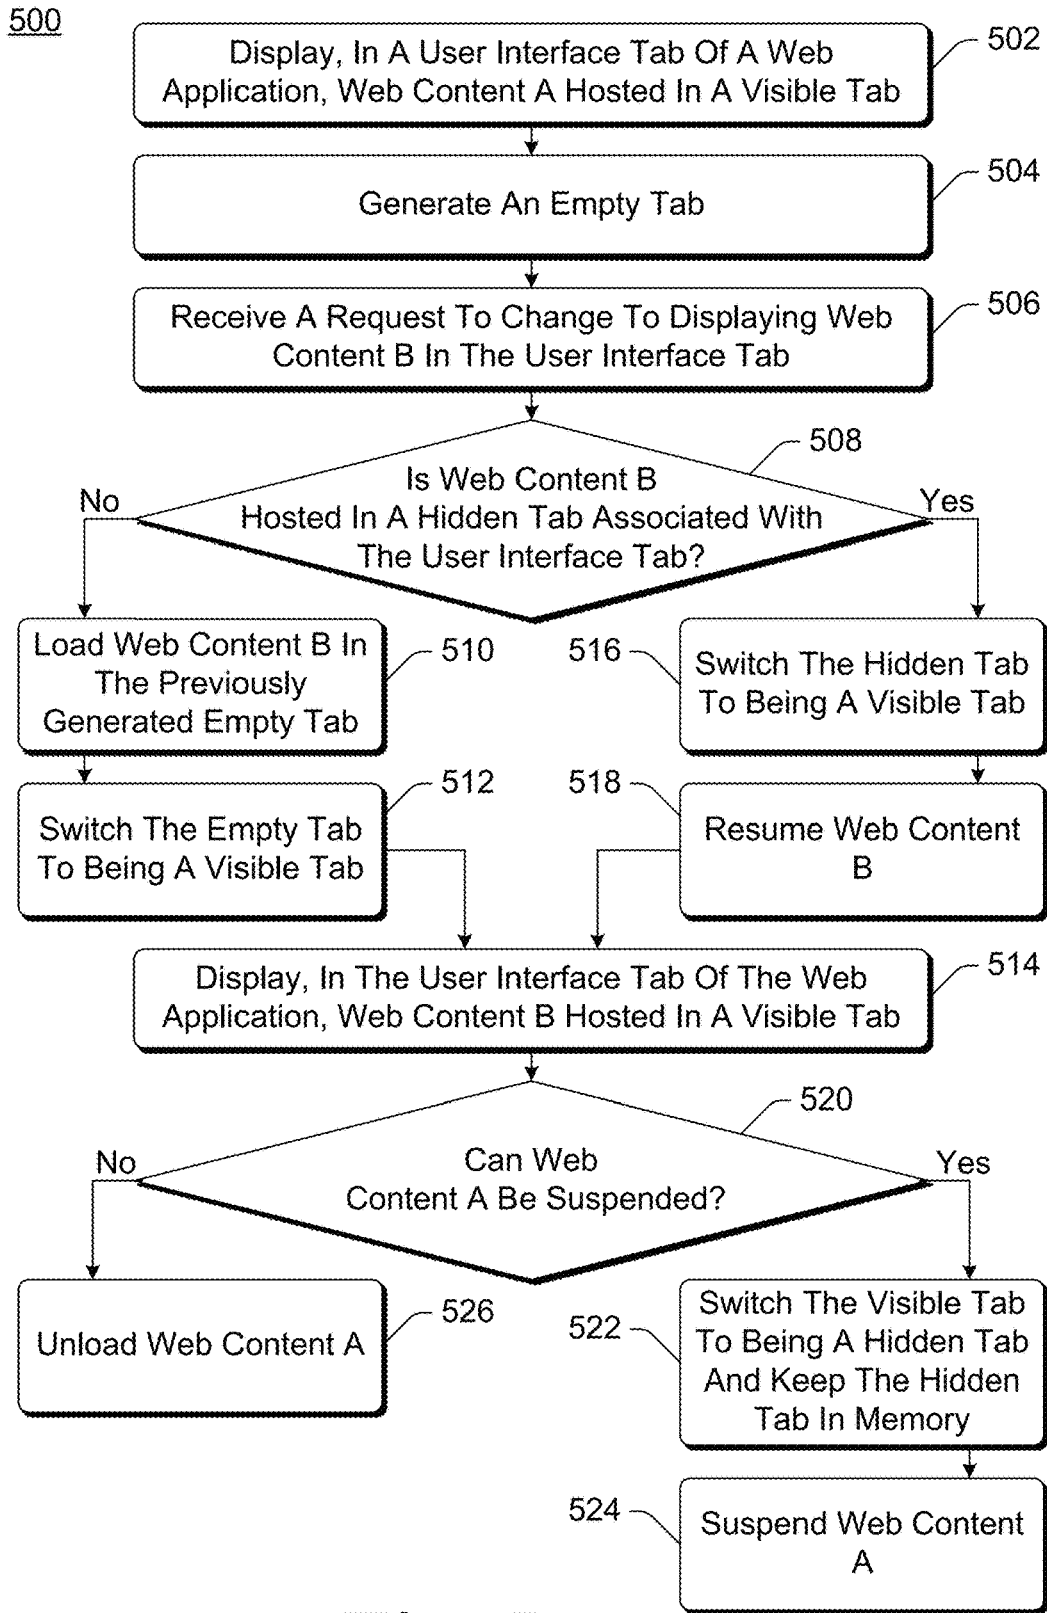 500
Display, In A User Interface Tab Of A Web
Application, Web Content A Hosted In A Visible Tab
502
Generate An Empty Tab
504
Receive A Request To Change To Displaying Web
Content B In The User Interface Tab
506
508
Is Web Content B
Hosted In A Hidden Tab Associated With
The User Interface Tab?
No
Yes
Load Web Content B In
The Previously
Generated Empty Tab
510
516
Switch The Hidden Tab
To Being A Visible Tab
512
Switch The Empty Tab
To Being A Visible Tab
518
Resume Web Content
B
Display, In The User Interface Tab Of The Web
Application, Web Content B Hosted In A Visible Tab
514
520
Can Web
Content A Be Suspended?
No
Yes
Unload Web Content A
526
522
Switch The Visible Tab
To Being A Hidden Tab
And Keep The Hidden
Tab In Memory
524
Suspend Web Content
A